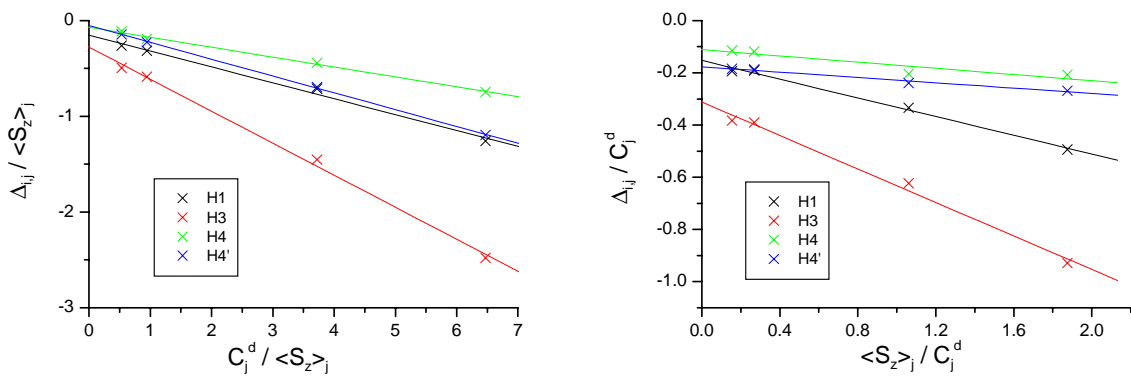 0
-1
-2
-3
Δi,j / <Sz>j
H1
H3
H4
H4'
0 1 2 3 4 5 6 7
Cjd / <Sz>j
0.0
-0.2
-0.4
-0.6
-0.8
-1.0
Δi,j / Cjd
H1
H3
H4
H4'
0.0 0.4 0.8 1.2 1.6 2.0
<Sz>j / Cjd